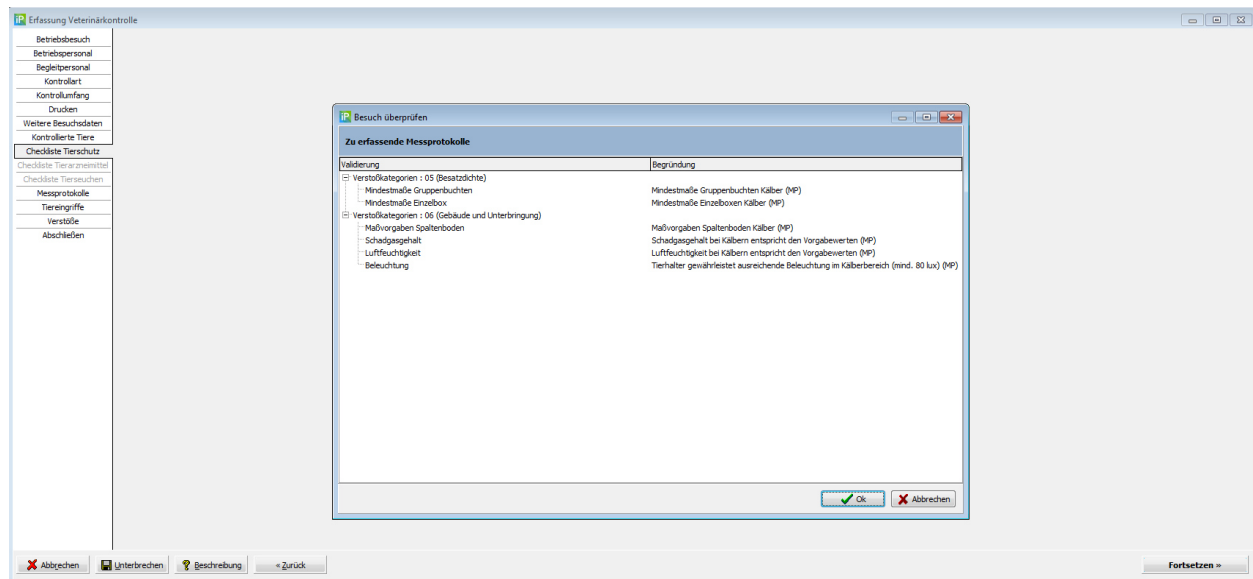 iP Erfassung Veterinärkontrolle
Betriebsbesuch
Betriebspersonal
Begleitpersonal
Kontrollart
Kontrollumfang
Drucken
Weitere Besuchsdaten
Kontrollierte Tiere
Checkliste Tierschutz
Checkliste Tierarzneimittel
Checkliste Tierseuchen
Messprotokolle
Tiereingriffe
Verstöße
Abschließen
iP Besuch überprüfen
Zu erfassende Messprotokolle
Validierung Begründung
Verstoßkategorien : 05 (Besatzdichte)
Mindestmaße Gruppenbuchten Mindestmaße Gruppenbuchten Kälber (MP)
Mindestmaße Einzelbox Mindestmaße Einzelboxen Kälber (MP)
Verstoßkategorien : 06 (Gebäude und Unterbringung)
Maßvorgaben Spaltenboden Maßvorgaben Spaltenboden Kälber (MP)
Schadgasgehalt Schadgasgehalt bei Kälbern entspricht den Vorgabewerten (MP)
Luftfeuchtigkeit Luftfeuchtigkeit bei Kälbern entspricht den Vorgabewerten (MP)
Beleuchtung Tierhalter gewährleistet ausreichende Beleuchtung im Kälberbereich (mind. 80 lux) (MP)
Ok Abbrechen
Abbrechen Unterbrechen ? Beschreibung « Zurück Fortsetzen »